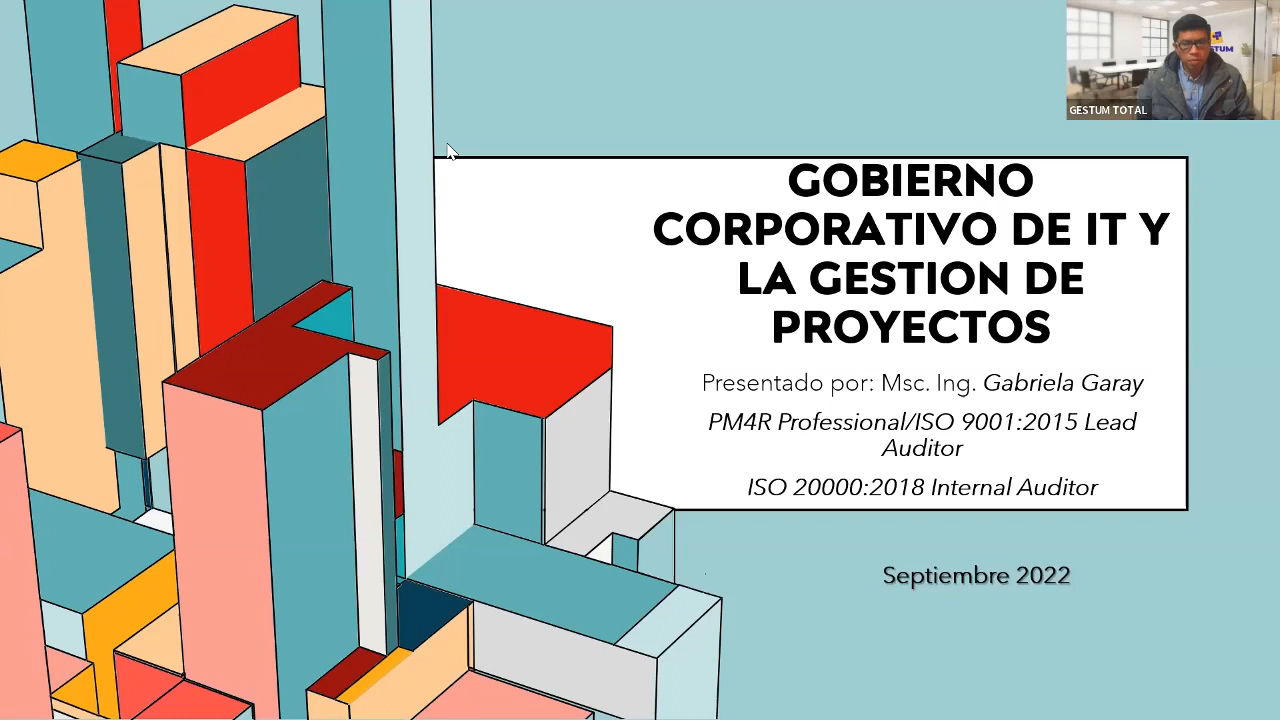 GESTUM TOTAL
GOBIERNO
CORPORATIVO DE IT Y
LA GESTION DE
PROYECTOS
Presentado por: Msc. Ing. Gabriela Garay
PM4R Professional/ISO 9001:2015 Lead
Auditor
ISO 20000:2018 Internal Auditor
Septiembre 2022